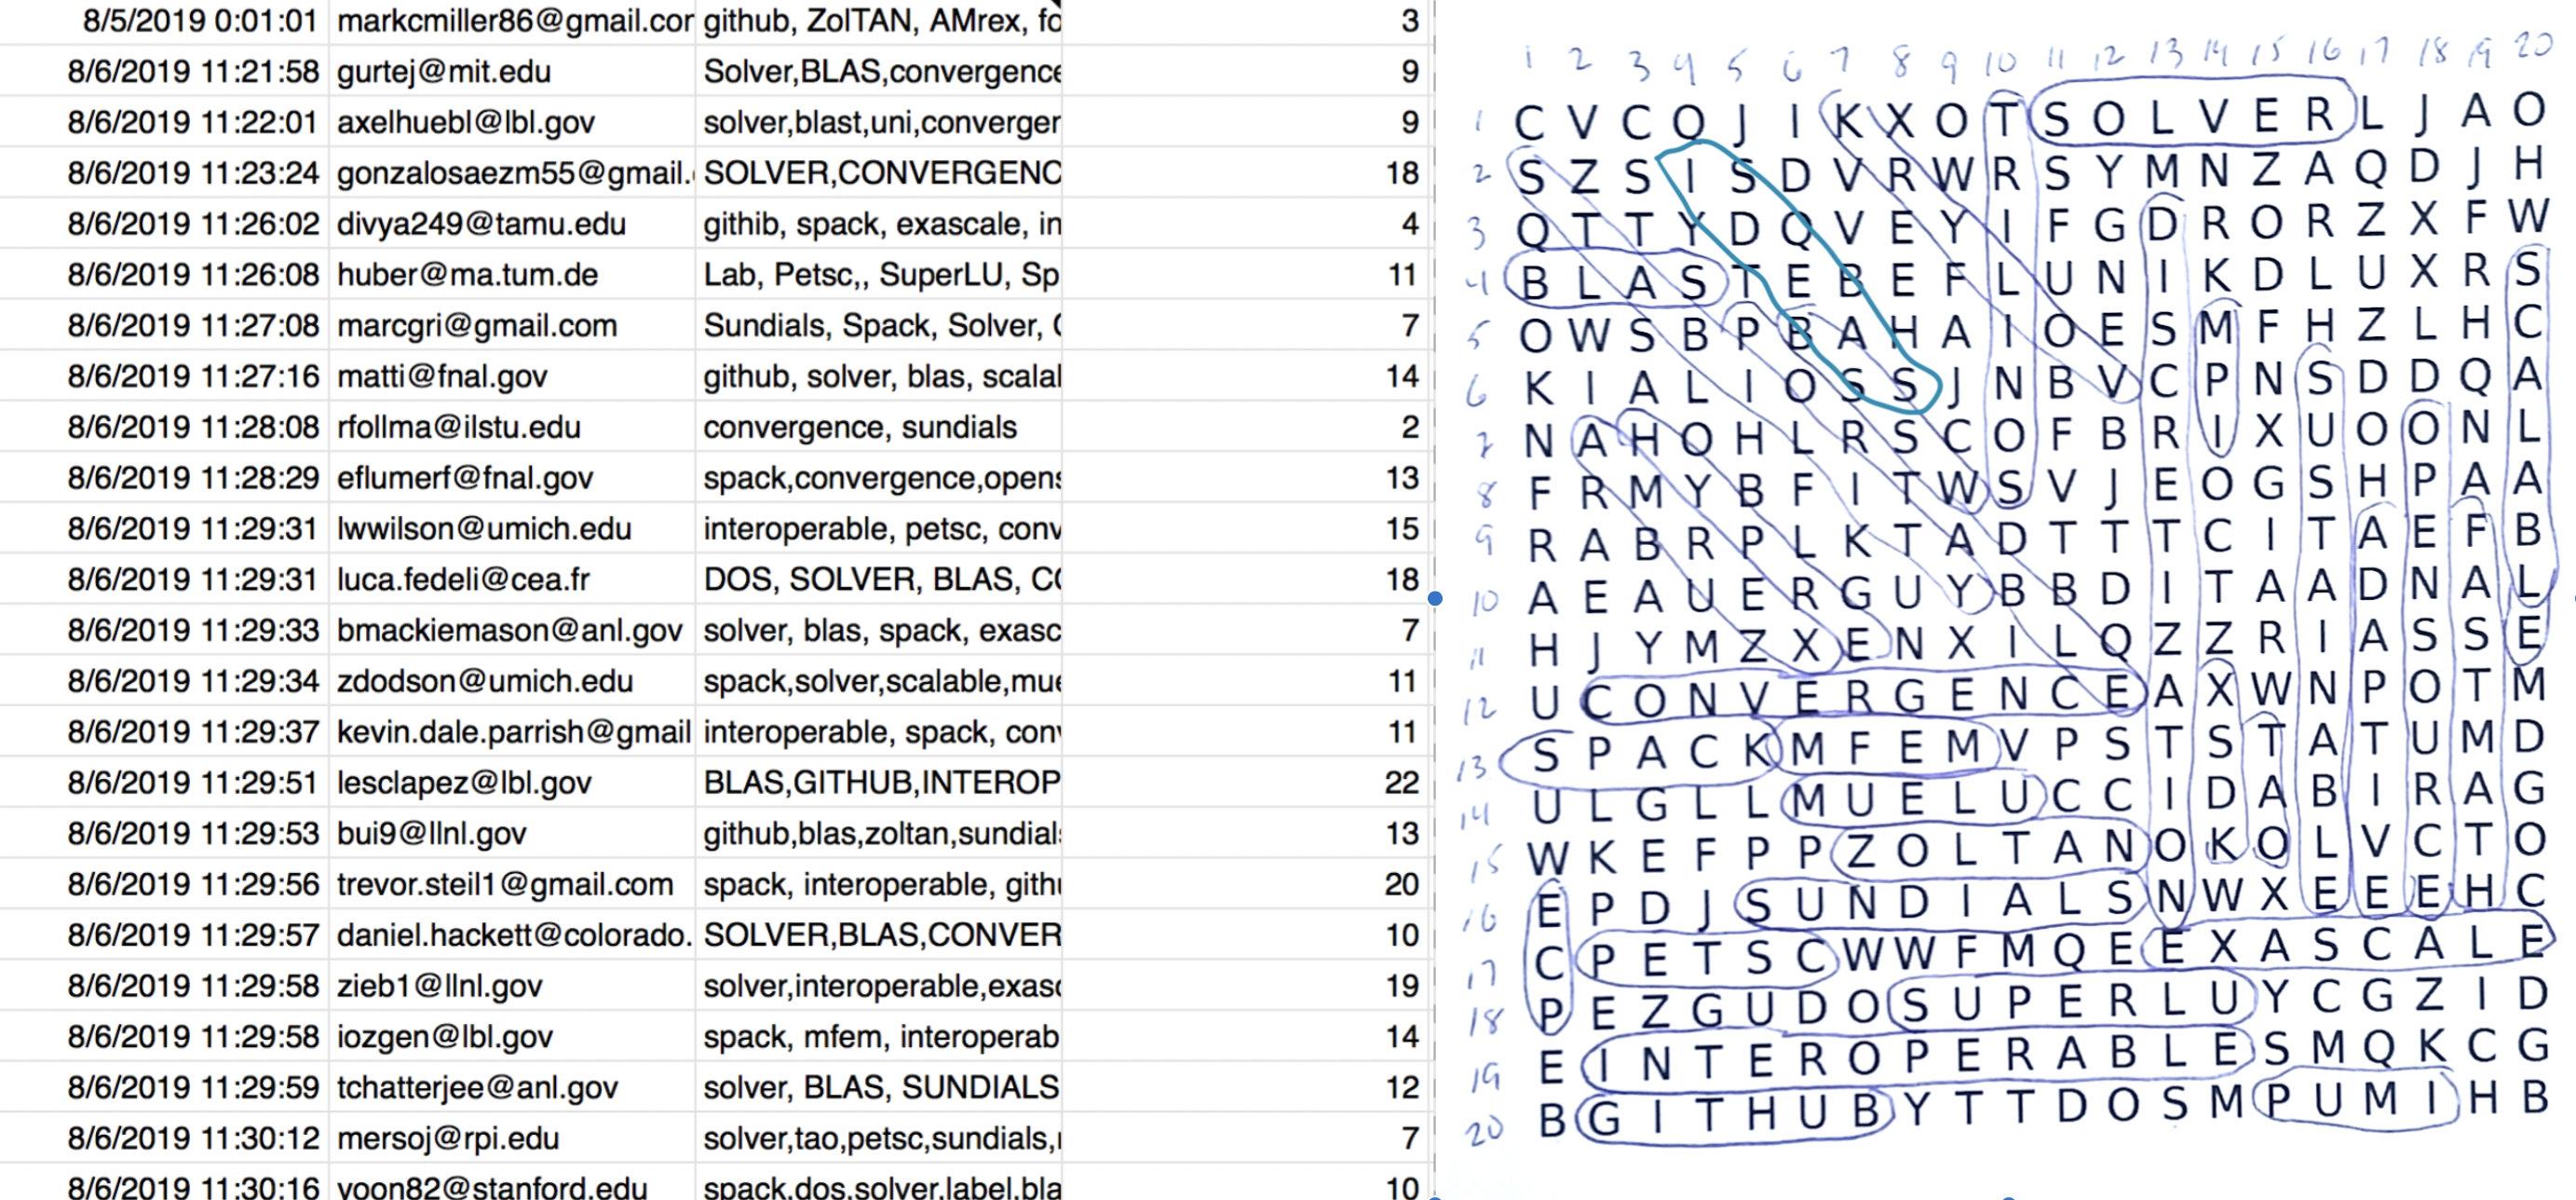 8/5/2019 0:01:01 markcmiller86@gmail.cor github, ZolTAN, AMrex, fo 3
8/6/2019 11:21:58 gurtej@mit.edu Solver,BLAS,convergence 9
8/6/2019 11:22:01 axelhuebl@lbl.gov solver,blast,uni,converger 9
8/6/2019 11:23:24 gonzalosaezm55@gmail. SOLVER,CONVERGENC 18
8/6/2019 11:26:02 divya249@tamu.edu githib, spack, exascale, in 4
8/6/2019 11:26:08 huber@ma.tum.de Lab, Petsc,, SuperLU, Sp 11
8/6/2019 11:27:08 marcgri@gmail.com Sundials, Spack, Solver, C 7
8/6/2019 11:27:16 matti@fnal.gov github, solver, blas, scalal 14
8/6/2019 11:28:08 rfollma@ilstu.edu convergence, sundials 2
8/6/2019 11:28:29 eflumerf@fnal.gov spack,convergence,opens 13
8/6/2019 11:29:31 lwwilson@umich.edu interoperable, petsc, conv 15
8/6/2019 11:29:31 luca.fedeli@cea.fr DOS, SOLVER, BLAS, CO 18
8/6/2019 11:29:33 bmackiemason@anl.gov solver, blas, spack, exasc 7
8/6/2019 11:29:34 zdodson@umich.edu spack,solver,scalable,mue 11
8/6/2019 11:29:37 kevin.dale.parrish@gmail interoperable, spack, conv 11
8/6/2019 11:29:51 lesclapez@lbl.gov BLAS,GITHUB,INTEROP 22
8/6/2019 11:29:53 bui9@llnl.gov github,blas,zoltan,sundials 13
8/6/2019 11:29:56 trevor.steil1@gmail.com spack, interoperable, githu 20
8/6/2019 11:29:57 daniel.hackett@colorado. SOLVER,BLAS,CONVER 10
8/6/2019 11:29:58 zieb1@llnl.gov solver,interoperable,exasc 19
8/6/2019 11:29:58 iozgen@lbl.gov spack, mfem, interoperab 14
8/6/2019 11:29:59 tchatterjee@anl.gov solver, BLAS, SUNDIALS 12
8/6/2019 11:30:12 mersoj@rpi.edu solver,tao,petsc,sundials,r 7
8/6/2019 11:30:16 yoon82@stanford.edu spack,dos,solver,label,bla 10
1 2 3 4 5 6 7 8 9 10 11 12 13 14 15 16 17 18 19 20
1 C V C Q J I K X O T S O L V E R L J A O
2 S Z S I S D V R W R S Y M N Z A Q D J H
3 Q T T Y D Q V E Y I F G D R O R Z X F W
4 B L A S T E B E F L U N I K D L U X R S
5 O W S B P B A H A I O E S M F H Z L H C
6 K I A L I O S S J N B V C P N S D D Q A
7 N A H O H L R S C O F B R I X U O O N L
8 F R M Y B F I T W S V J E O G S H P A A
9 R A B R P L K T A D T T T C I T A E F B
10 A E A U E R G U Y B B D I T A A D N A L
11 H J Y M Z X E N X I L Q Z Z R I A S S E
12 U C O N V E R G E N C E A X W N P O T M
13 S P A C K M F E M V P S T S T A T U M D
14 U L G L L M U E L U C C I D A B I R A G
15 W K E F P P Z O L T A N O K O L V C T O
16 E P D J S U N D I A L S N W X E E E H C
17 C P E T S C W W F M Q E E X A S C A L E
18 P E Z G U D O S U P E R L U Y C G Z I D
19 E I N T E R O P E R A B L E S M Q K C G
20 B G I T H U B Y T T D O S M P U M I H B